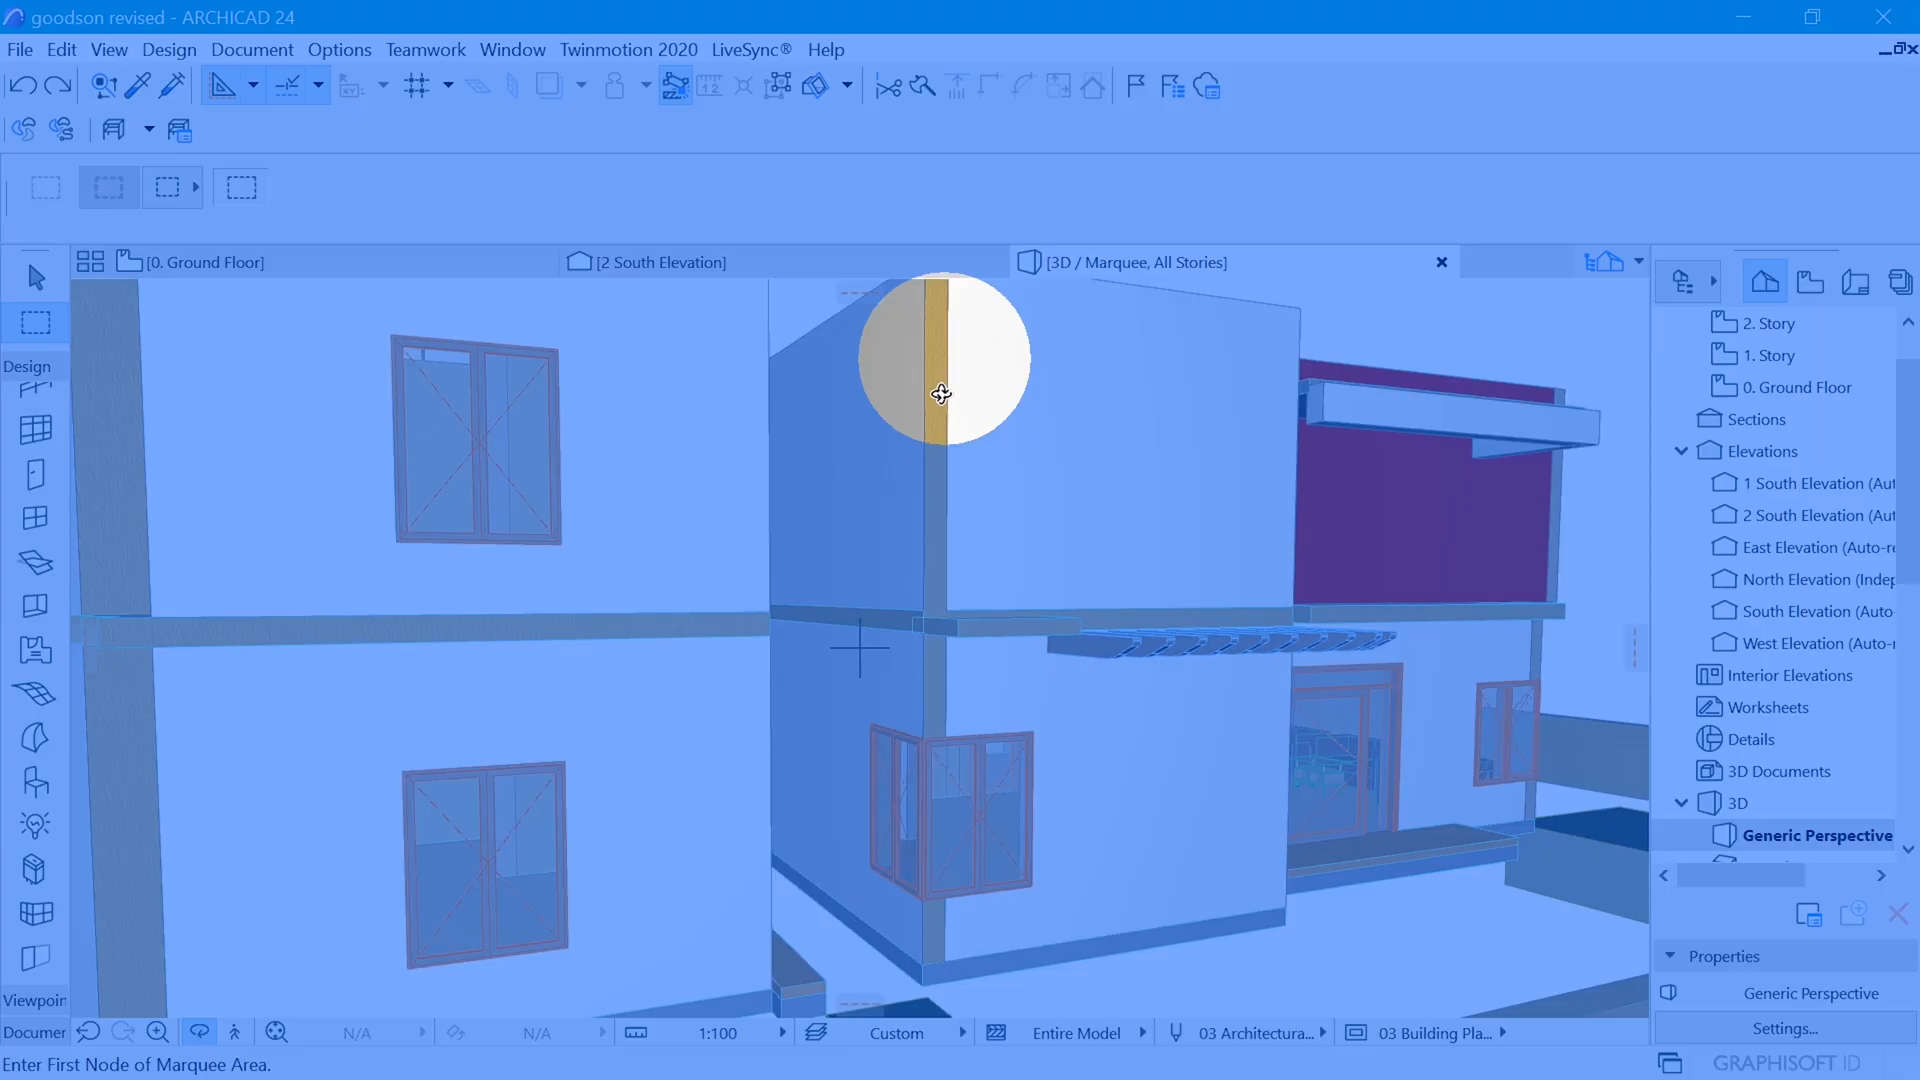 goodson revised - ARCHICAD 24
File Edit View Design Document Options Teamwork Window Twinmotion 2020 LiveSync® Help
[0. Ground Floor]
[2 South Elevation]
[3D / Marquee, All Stories]
2. Story
1. Story
0. Ground Floor
Sections
Elevations
1 South Elevation (Aut
2 South Elevation (Aut
East Elevation (Auto-re
North Elevation (Indep
South Elevation (Auto-
West Elevation (Auto-r
Interior Elevations
Worksheets
Details
3D Documents
3D
Generic Perspective
Properties
Generic Perspective
Settings...
Design
Viewpoin
Documer
N/A
N/A
1:100
Custom
Entire Model
03 Architectura...
03 Building Pla...
Enter First Node of Marquee Area.
GRAPHISOFT ID